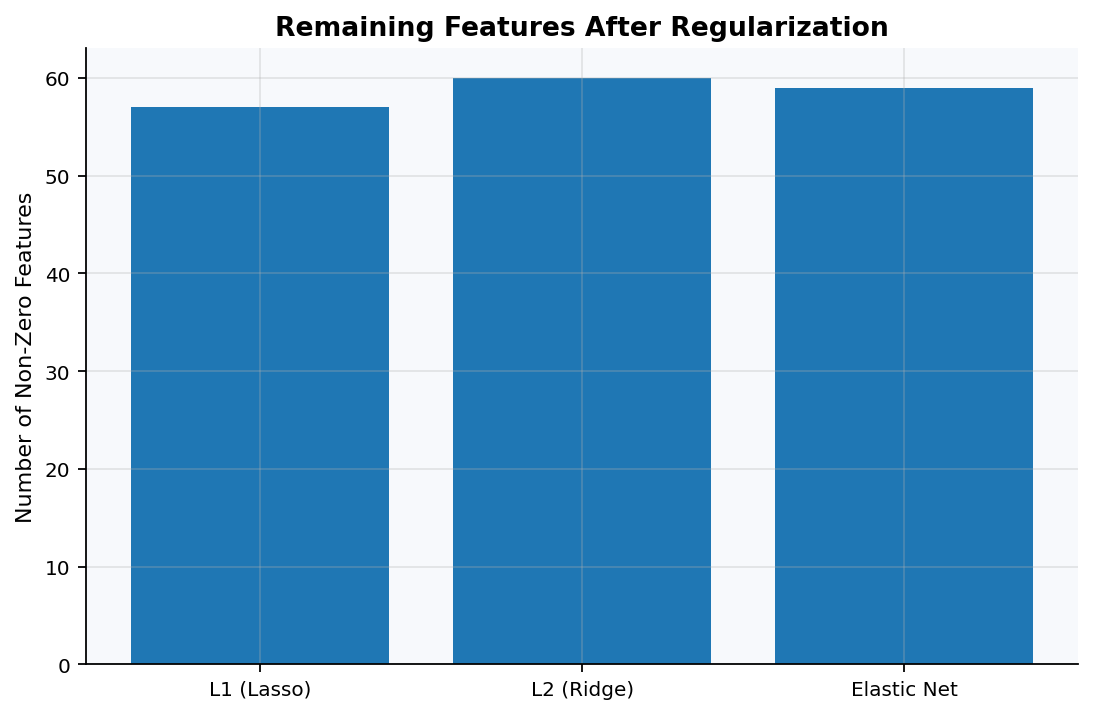 Remaining Features After Regularization
Number of Non-Zero Features
60
50
40
30
20
10
0
L1 (Lasso)
L2 (Ridge)
Elastic Net